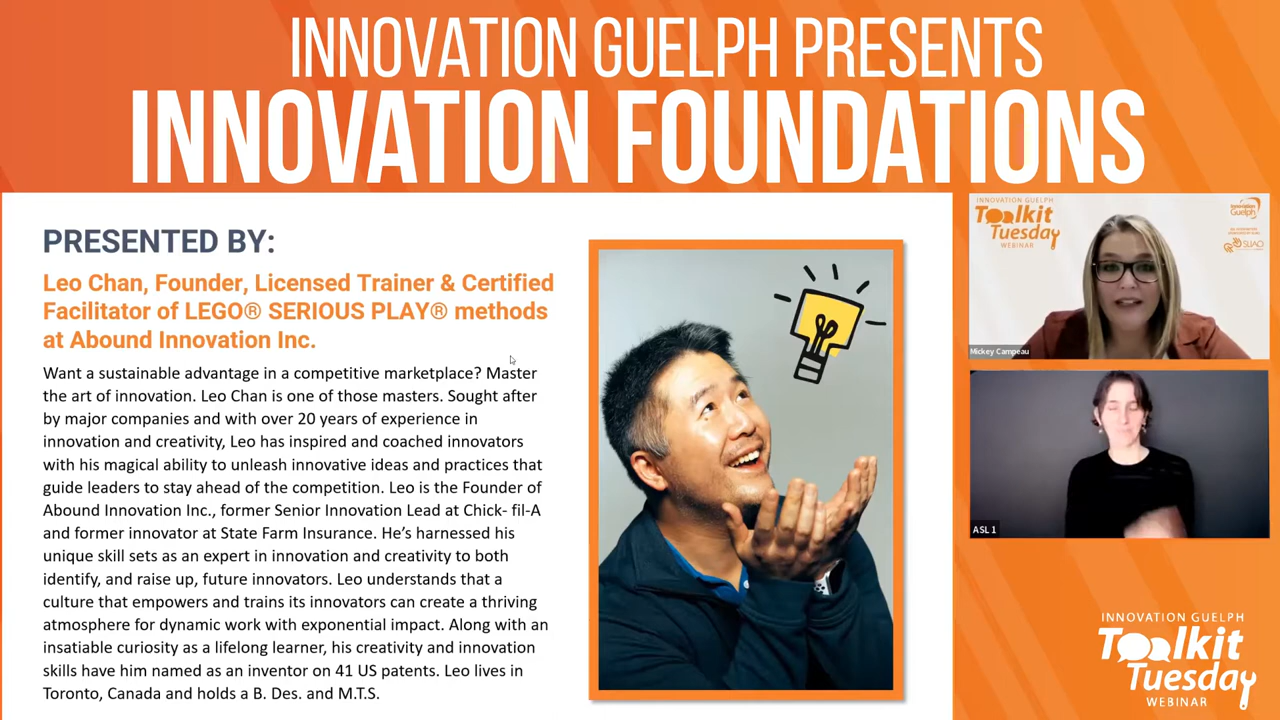 INNOVATION GUELPH PRESENTS
INNOVATION FOUNDATIONS
PRESENTED BY:
Leo Chan, Founder, Licensed Trainer & Certified
Facilitator of LEGO® SERIOUS PLAY® methods
at Abound Innovation Inc.
Want a sustainable advantage in a competitive marketplace? Master
the art of innovation. Leo Chan is one of those masters. Sought after
by major companies and with over 20 years of experience in
innovation and creativity, Leo has inspired and coached innovators
with his magical ability to unleash innovative ideas and practices that
guide leaders to stay ahead of the competition. Leo is the Founder of
Abound Innovation Inc., former Senior Innovation Lead at Chick- fil-A
and former innovator at State Farm Insurance. He’s harnessed his
unique skill sets as an expert in innovation and creativity to both
identify, and raise up, future innovators. Leo understands that a
culture that empowers and trains its innovators can create a thriving
atmosphere for dynamic work with exponential impact. Along with an
insatiable curiosity as a lifelong learner, his creativity and innovation
skills have him named as an inventor on 41 US patents. Leo lives in
Toronto, Canada and holds a B. Des. and M.T.S.
INNOVATION GUELPH
Toolkit
Tuesday
WEBINAR
Innovation
Guelph
Mickey Campeau
ASL 1
INNOVATION GUELPH
Toolkit
Tuesday
WEBINAR